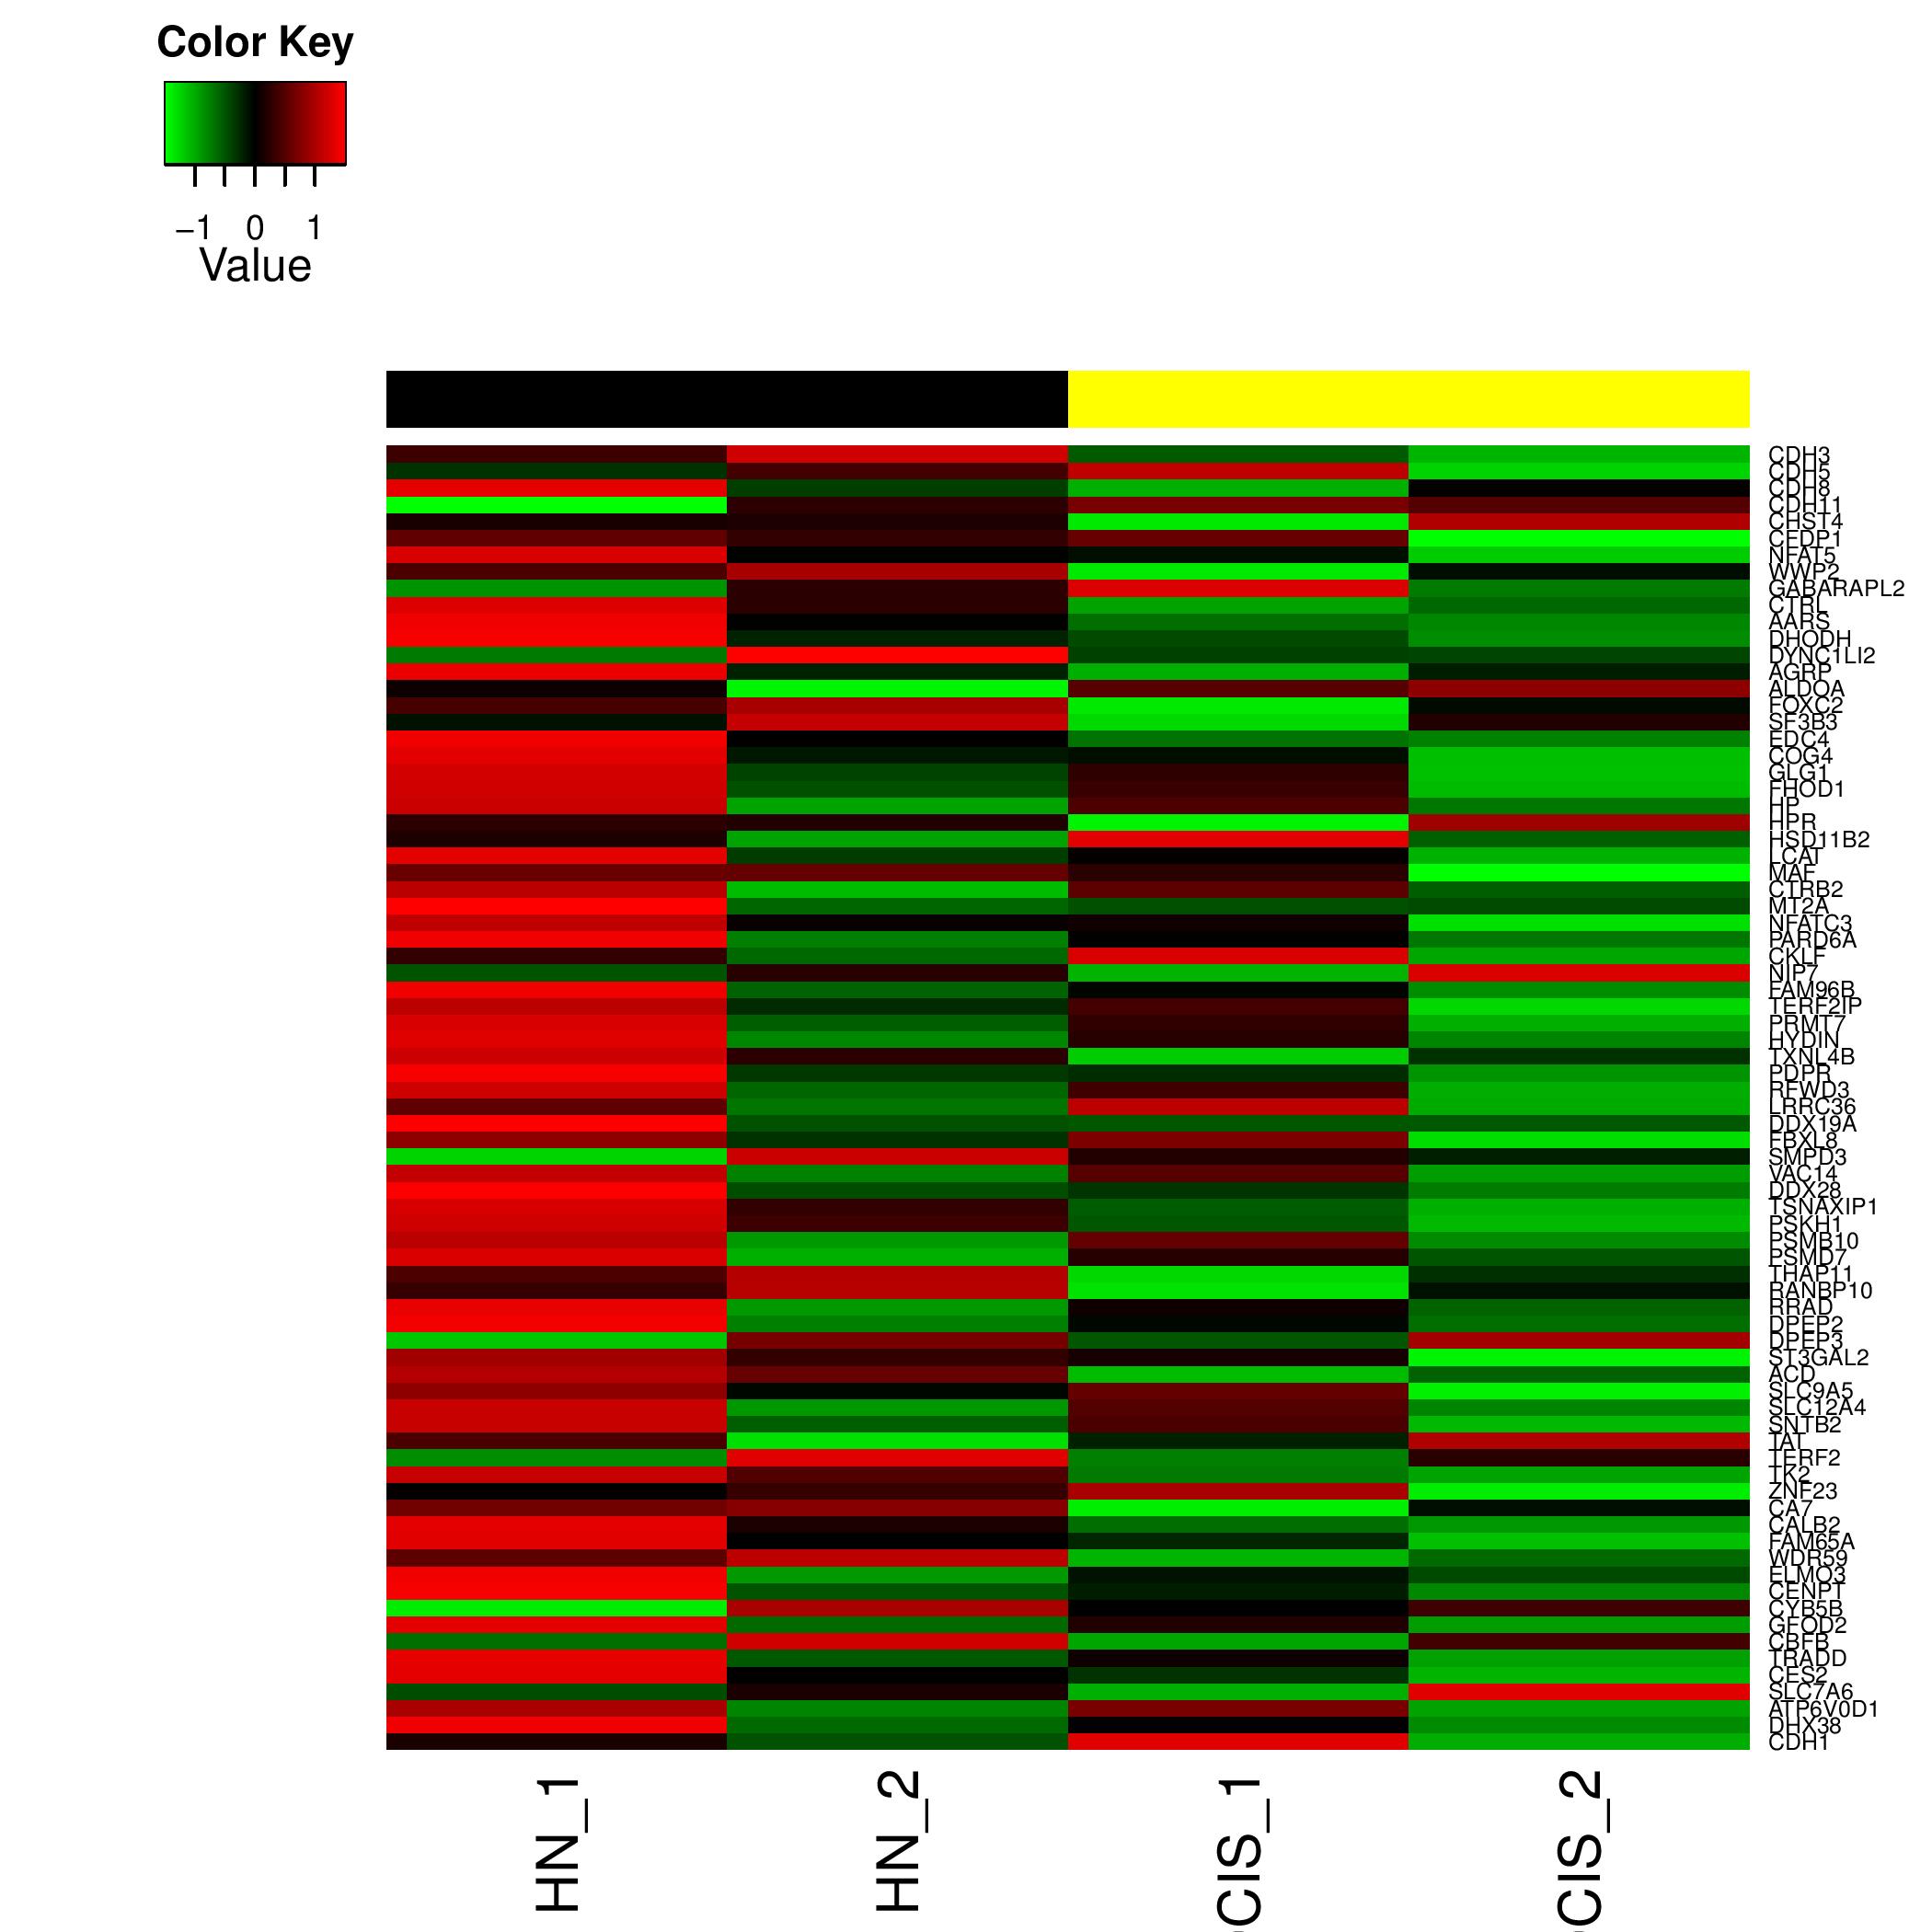 Color Key
−1 0 1
Value
CDH3
CDH5
CDH8
CDH11
CHST4
CFDP1
NFAT5
WWP2
GABARAPL2
CTRL
AARS
DHODH
DYNC1LI2
AGRP
ALDOA
FOXC2
SF3B3
EDC4
COG4
GLG1
FHOD1
HP
HPR
HSD11B2
LCAT
MAF
CTRB2
MT2A
NFATC3
PARD6A
CKLF
NIP7
FAM96B
TERF2IP
PRMT7
HYDIN
TXNL4B
PDPR
RFWD3
LRRC36
DDX19A
FBXL8
SMPD3
VAC14
DDX28
TSNAXIP1
PSKH1
PSMB10
PSMD7
THAP11
RANBP10
RRAD
DPEP2
DPEP3
ST3GAL2
ACD
SLC9A5
SLC12A4
SNTB2
TAT
TERF2
TK2
ZNF23
CA7
CALB2
FAM65A
WDR59
ELMO3
CENPT
CYB5B
GFOD2
CBFB
TRADD
CES2
SLC7A6
ATP6V0D1
DHX38
CDH1
HN_1
HN_2
CIS_1
CIS_2